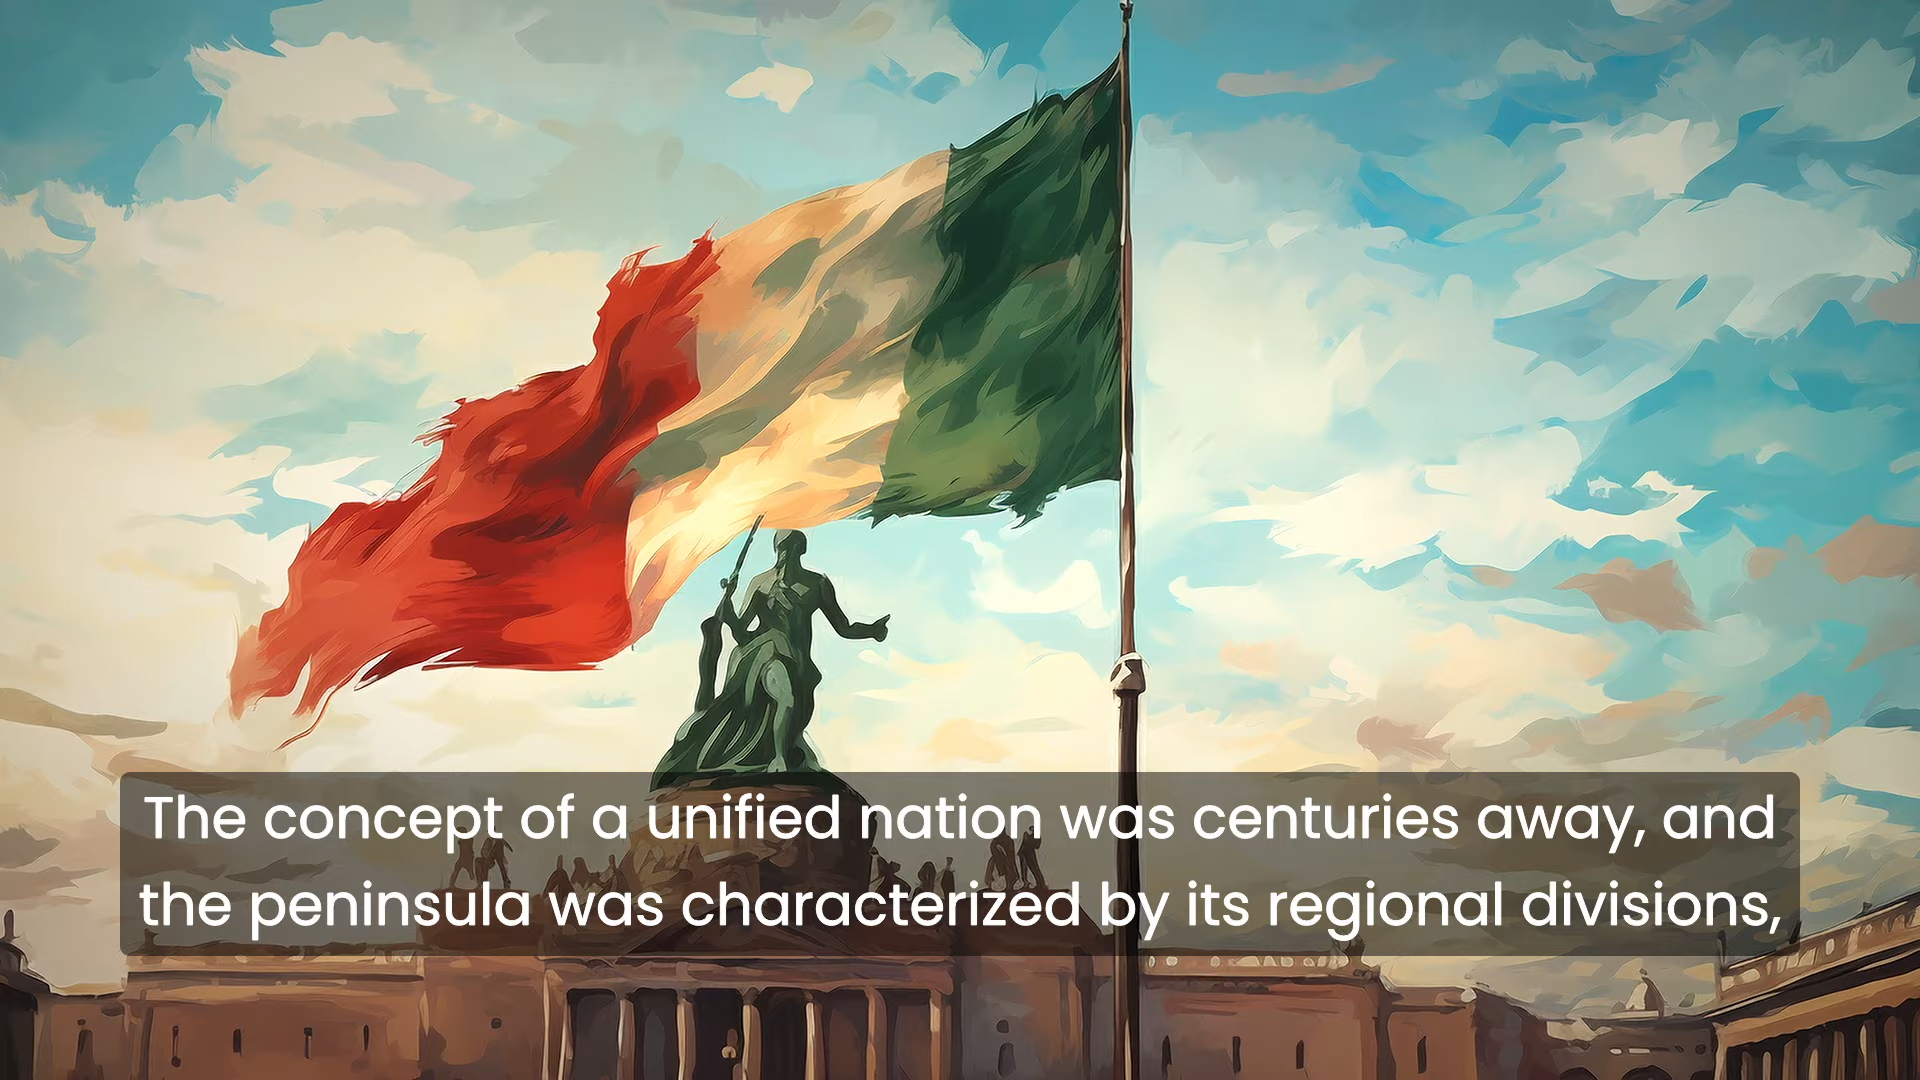 The concept of a unified nation was centuries away, and
the peninsula was characterized by its regional divisions,